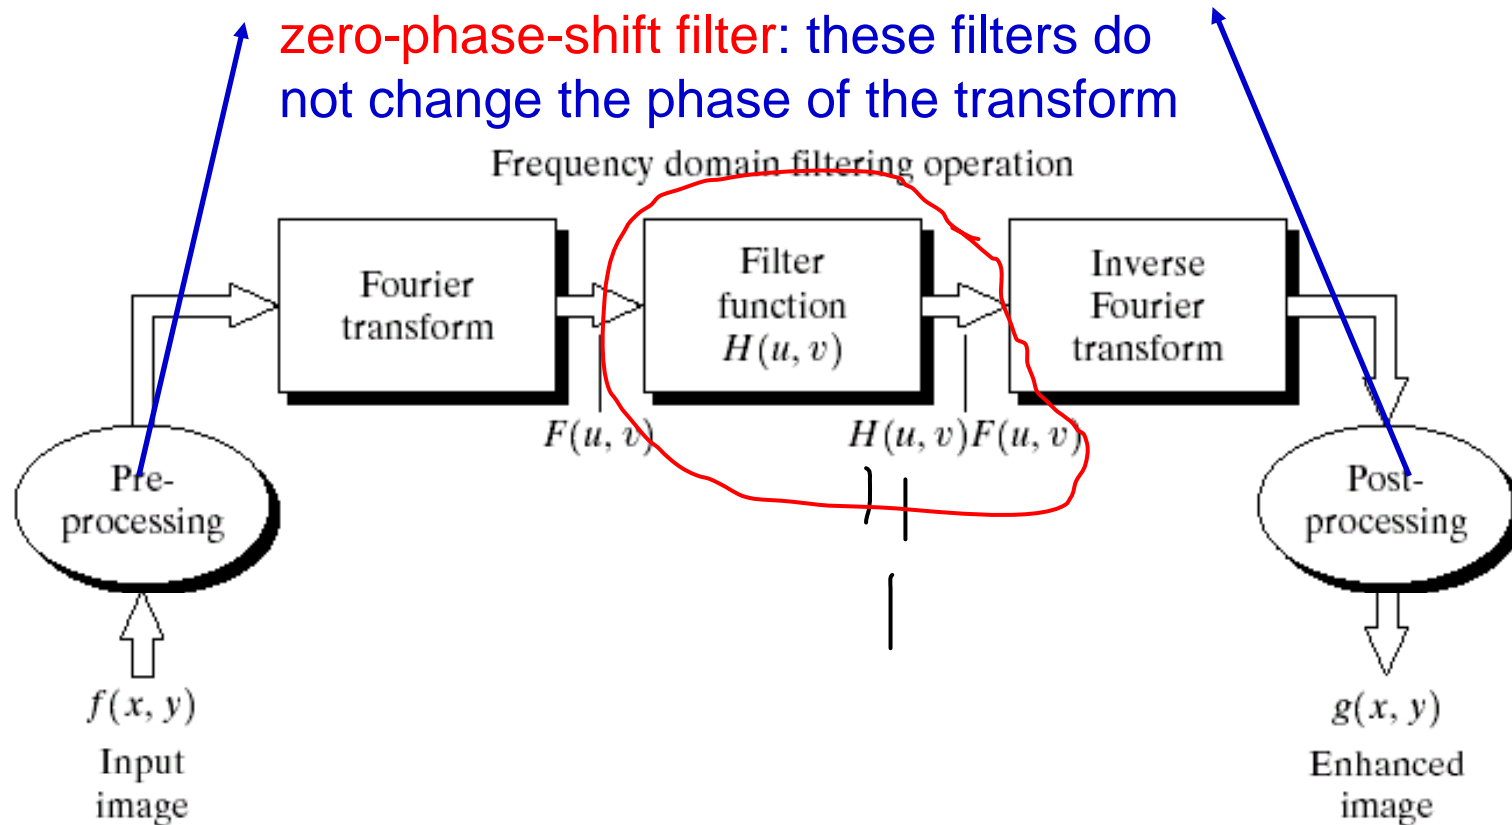 zero-phase-shift filter: these filters do
not change the phase of the transform
Frequency domain filtering operation
Fourier
transform
Filter
function
H(u, v)
Inverse
Fourier
transform
F(u, v)
H(u, v)F(u, v)
Pre-
processing
Post-
processing
f(x, y)
Input
image
g(x, y)
Enhanced
image